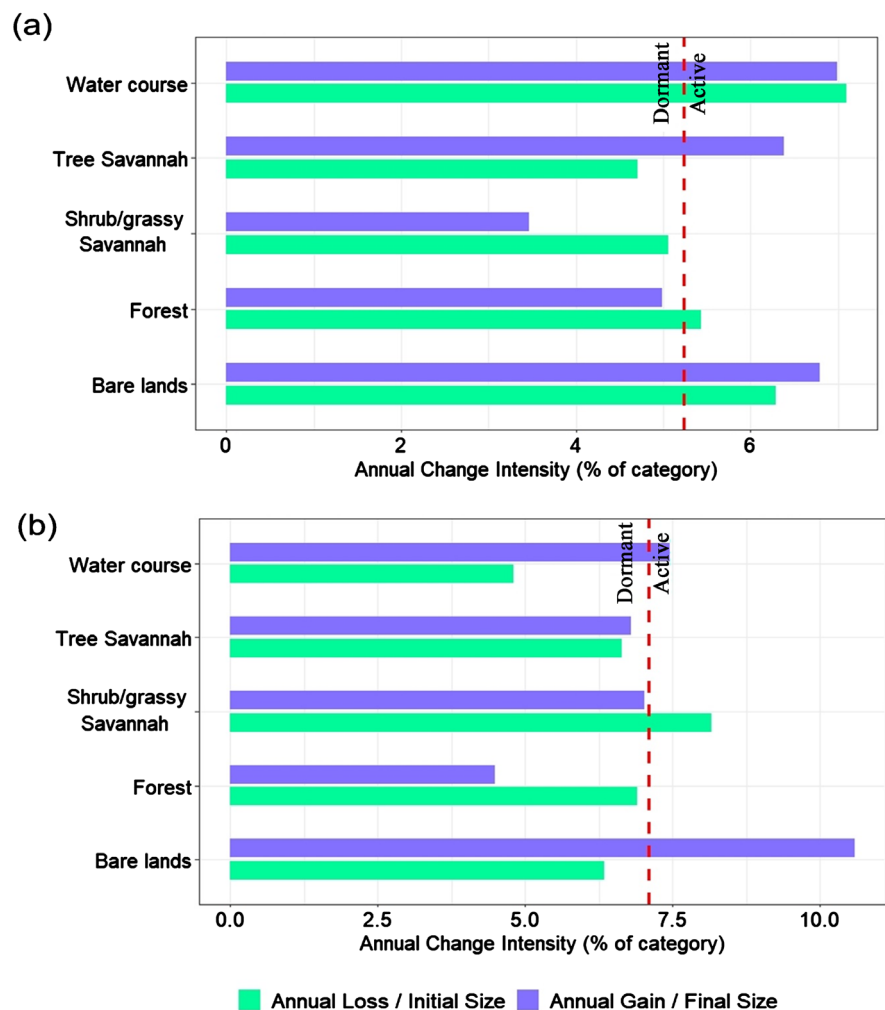 (a)
Water course
Tree Savannah
Shrub/grassy
Savannah
Forest
Bare lands
Dormant
Active
0 2 4 6
Annual Change Intensity (% of category)
(b)
Water course
Tree Savannah
Shrub/grassy
Savannah
Forest
Bare lands
Dormant
Active
0.0 2.5 5.0 7.5 10.0
Annual Change Intensity (% of category)
Annual Loss / Initial Size Annual Gain / Final Size